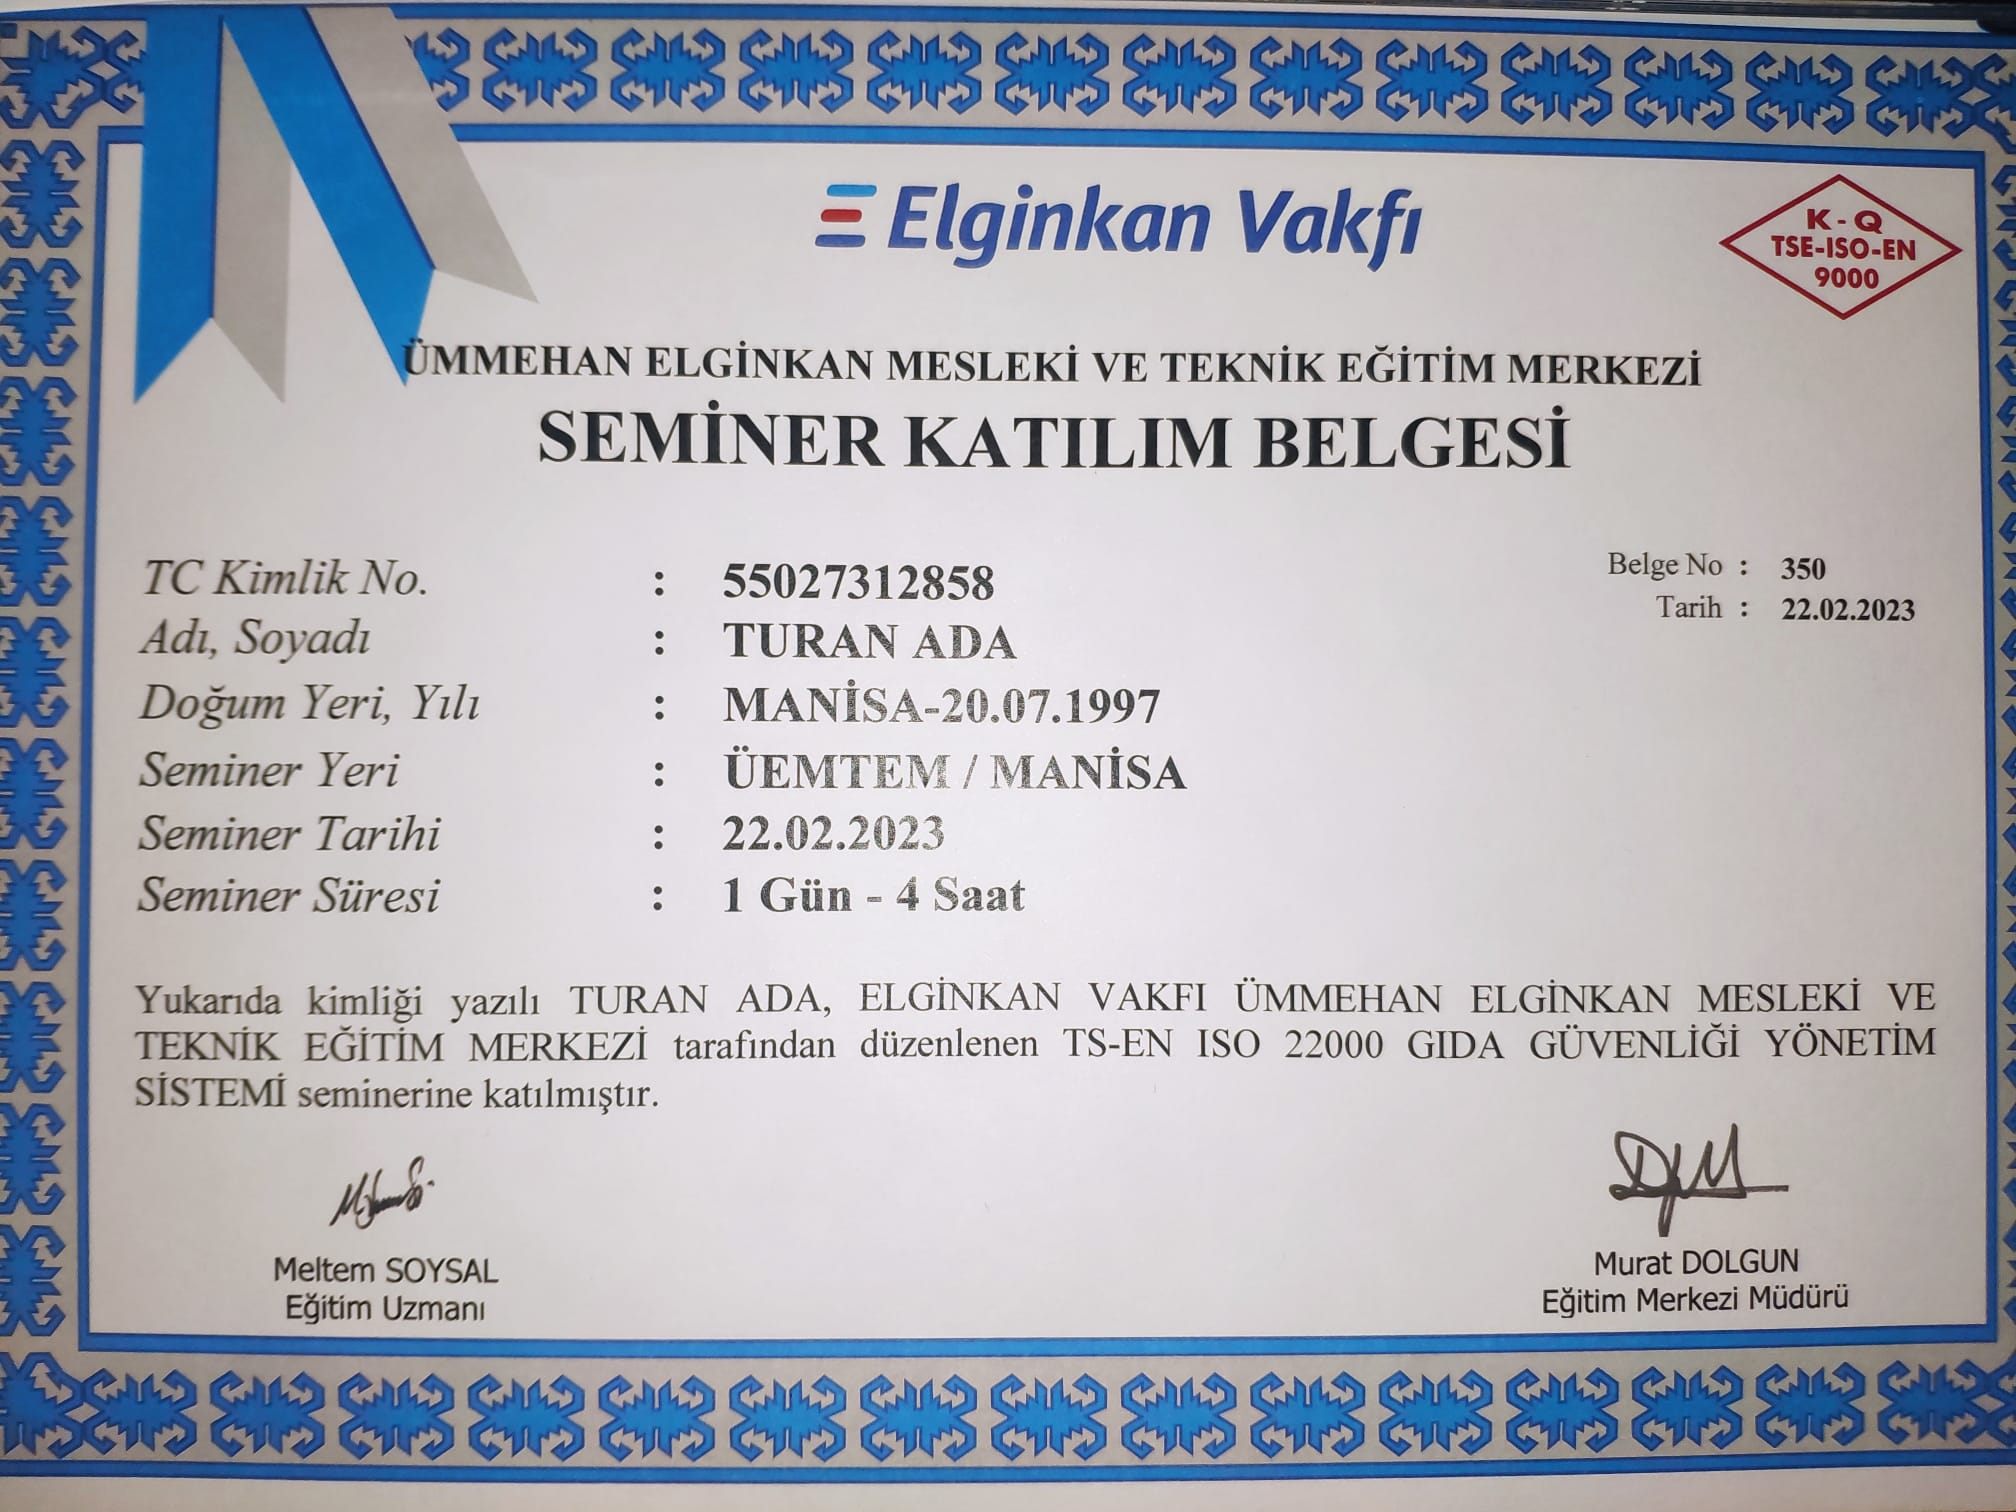 Elginkan Vakfı
K - Q
TSE-ISO-EN
9000
ÜMMEHAN ELGİNKAN MESLEKİ VE TEKNİK EĞİTİM MERKEZİ
SEMİNER KATILIM BELGESİ
Belge No : 350
Tarih : 22.02.2023
TC Kimlik No. : 55027312858
Adı, Soyadı : TURAN ADA
Doğum Yeri, Yılı : MANİSA-20.07.1997
Seminer Yeri : ÜEMTEM / MANİSA
Seminer Tarihi : 22.02.2023
Seminer Süresi : 1 Gün - 4 Saat
Yukarıda kimliği yazılı TURAN ADA, ELGİNKAN VAKFI ÜMMEHAN ELGİNKAN MESLEKİ VE
TEKNİK EĞİTİM MERKEZİ tarafından düzenlenen TS-EN ISO 22000 GIDA GÜVENLİĞİ YÖNETİM
SİSTEMİ seminerine katılmıştır.
Meltem SOYSAL
Eğitim Uzmanı
Murat DOLGUN
Eğitim Merkezi Müdürü